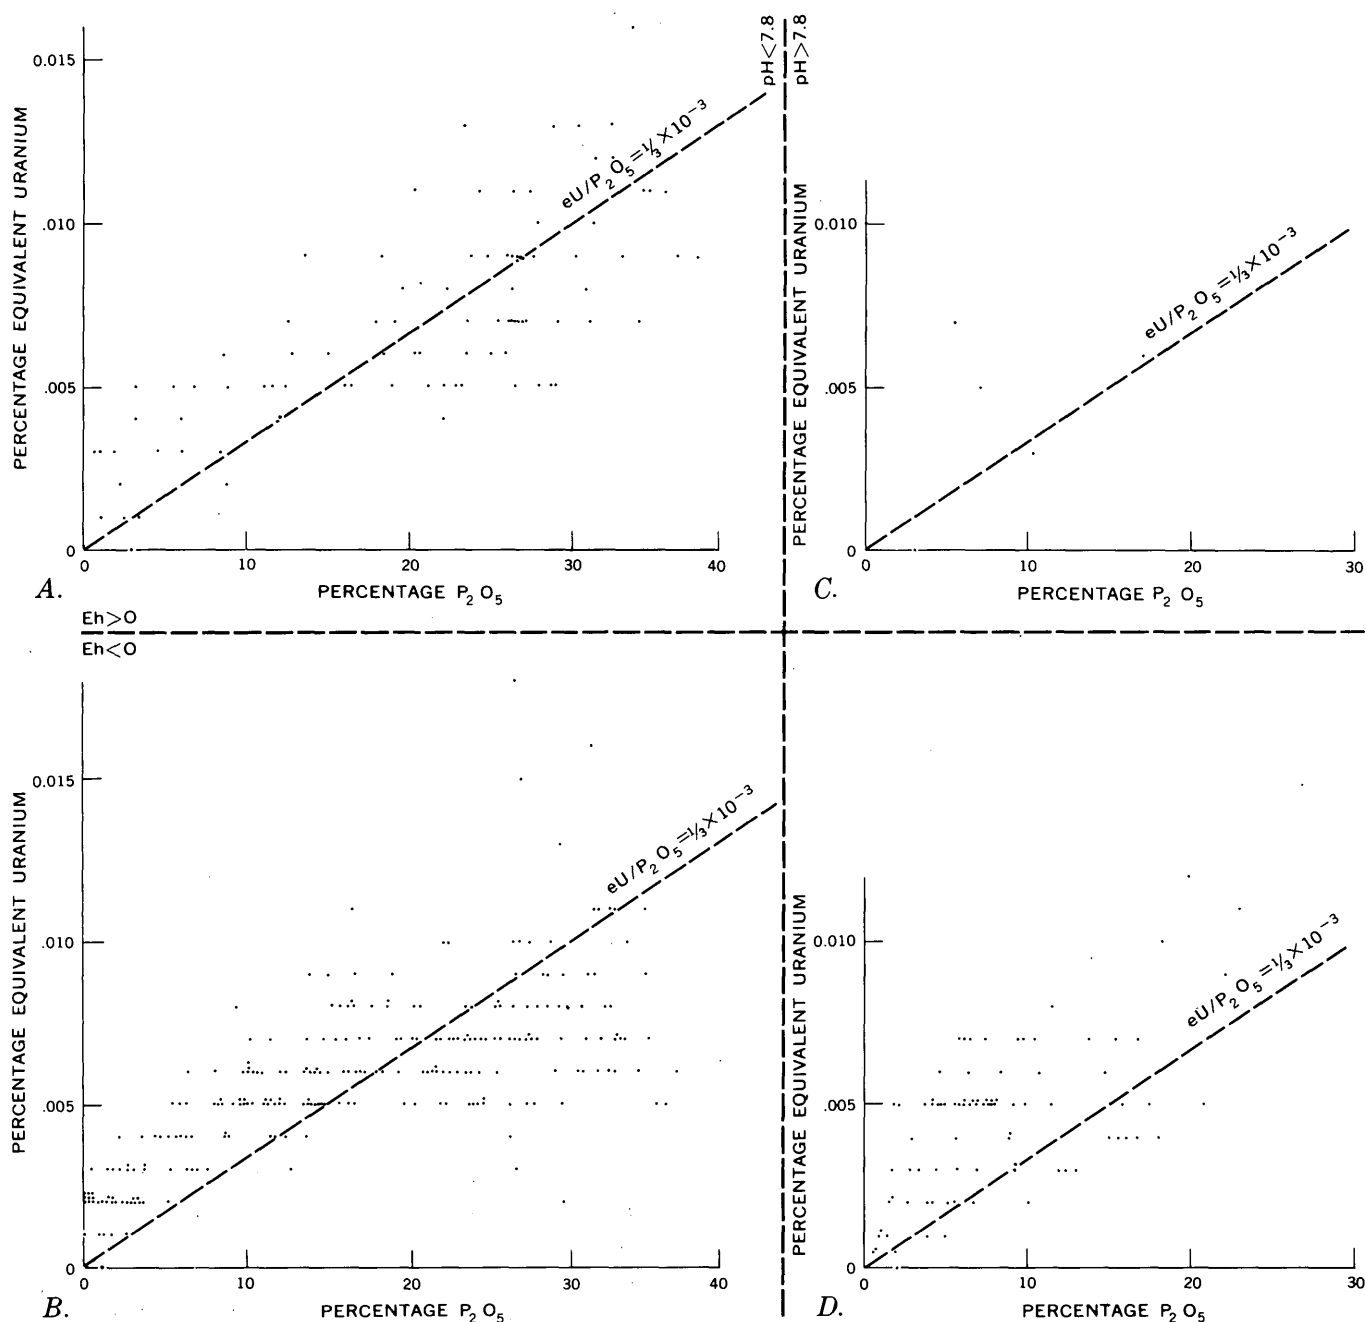 PERCENTAGE EQUIVALENT URANIUM
0.015
.010
.005
0
0 10 20 30 40
PERCENTAGE P₂O₅
eU/P₂O₅=⅓×10⁻³
A.
pH<7.8
pH>7.8
PERCENTAGE EQUIVALENT URANIUM
0.010
.005
0
0 10 20 30
PERCENTAGE P₂O₅
eU/P₂O₅=⅓×10⁻³
C.
Eh>0
Eh<0
PERCENTAGE EQUIVALENT URANIUM
0.015
.010
.005
0
0 10 20 30 40
PERCENTAGE P₂O₅
eU/P₂O₅=⅓×10⁻³
B.
PERCENTAGE EQUIVALENT URANIUM
0.010
.005
0
0 10 20 30
PERCENTAGE P₂O₅
eU/P₂O₅=⅓×10⁻³
D.